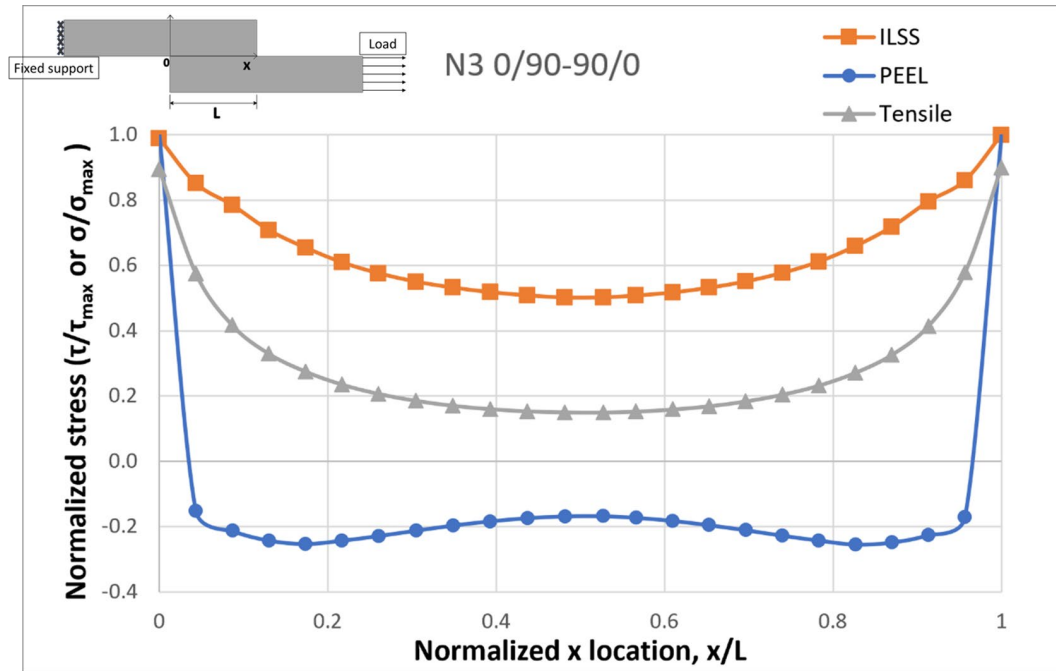 Fixed support
0
X
L
Load
N3 0/90-90/0
ILSS
PEEL
Tensile
Normalized stress (τ/τmax or σ/σmax)
1.0
0.8
0.6
0.4
0.2
0.0
-0.2
-0.4
0
0.2
0.4
0.6
0.8
1
Normalized x location, x/L